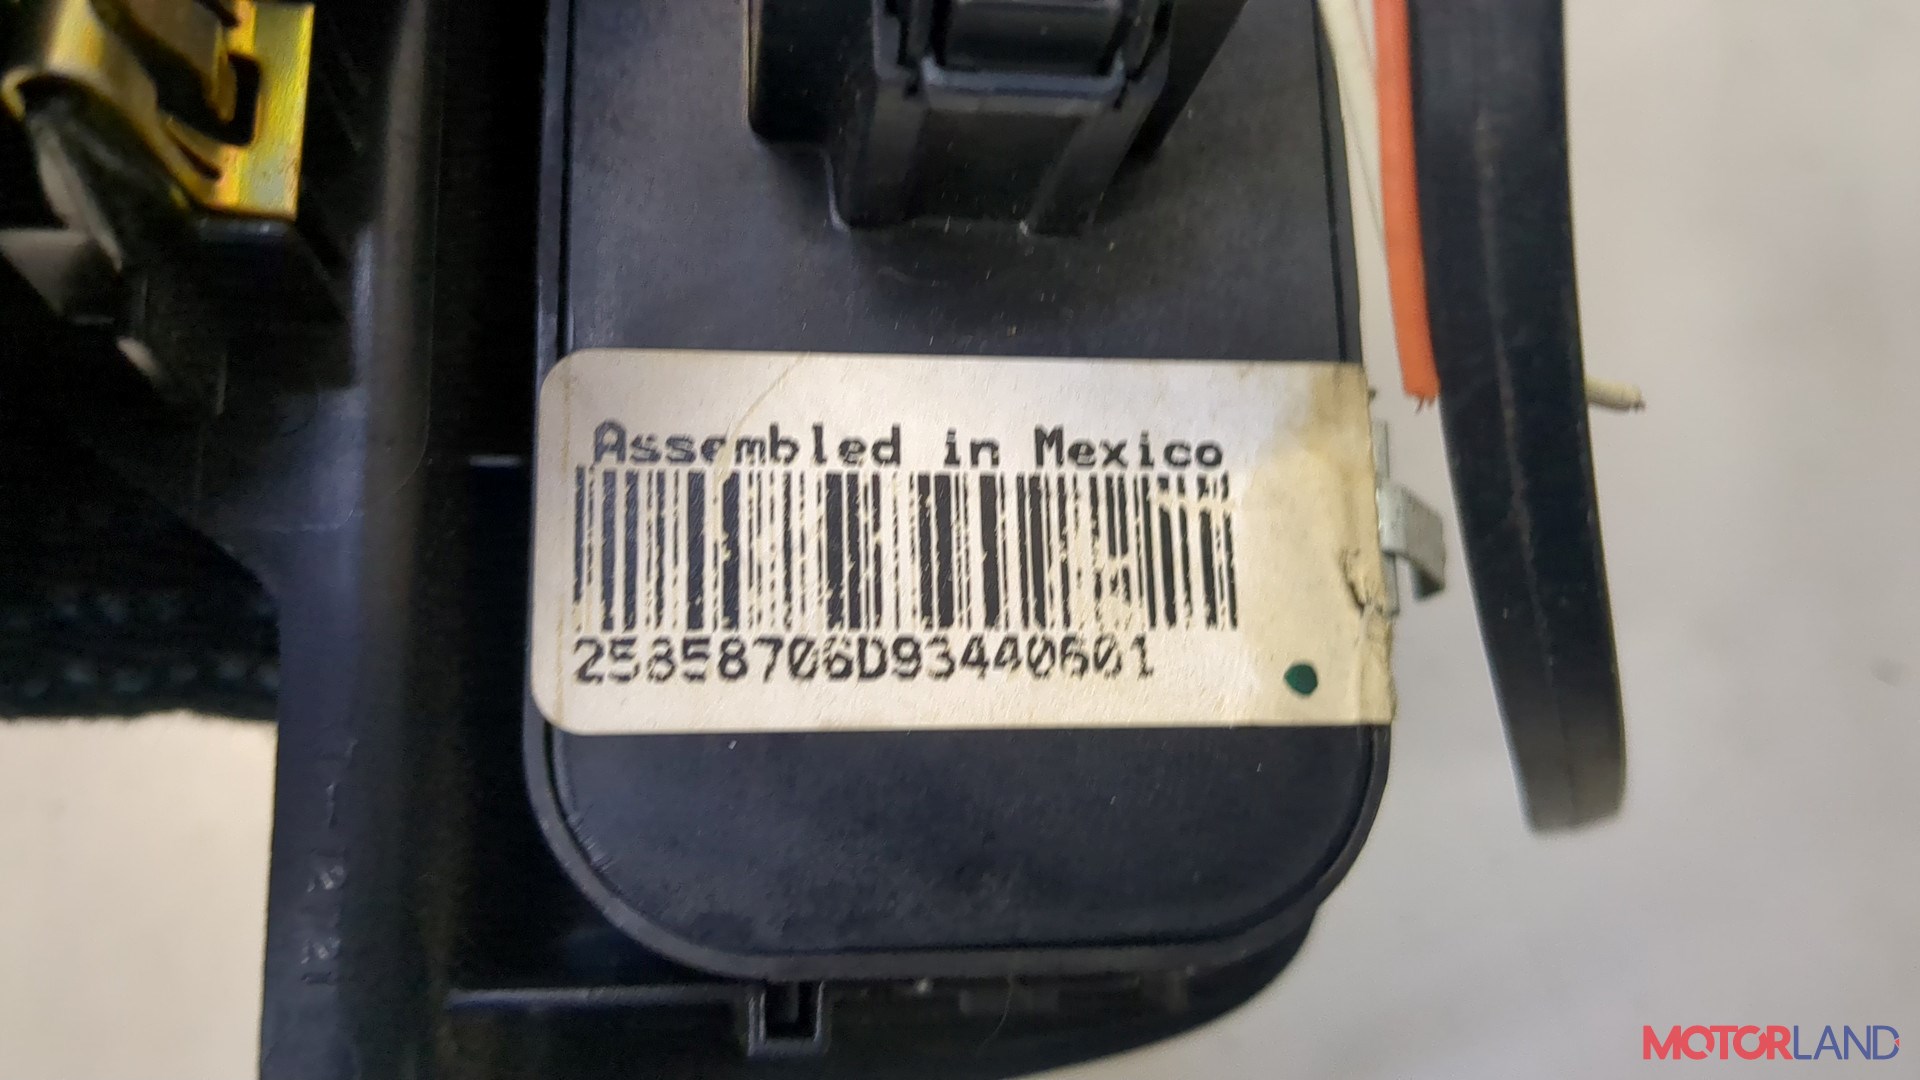 Assembled in Mexico
25858706D93440601
MOTORLAND